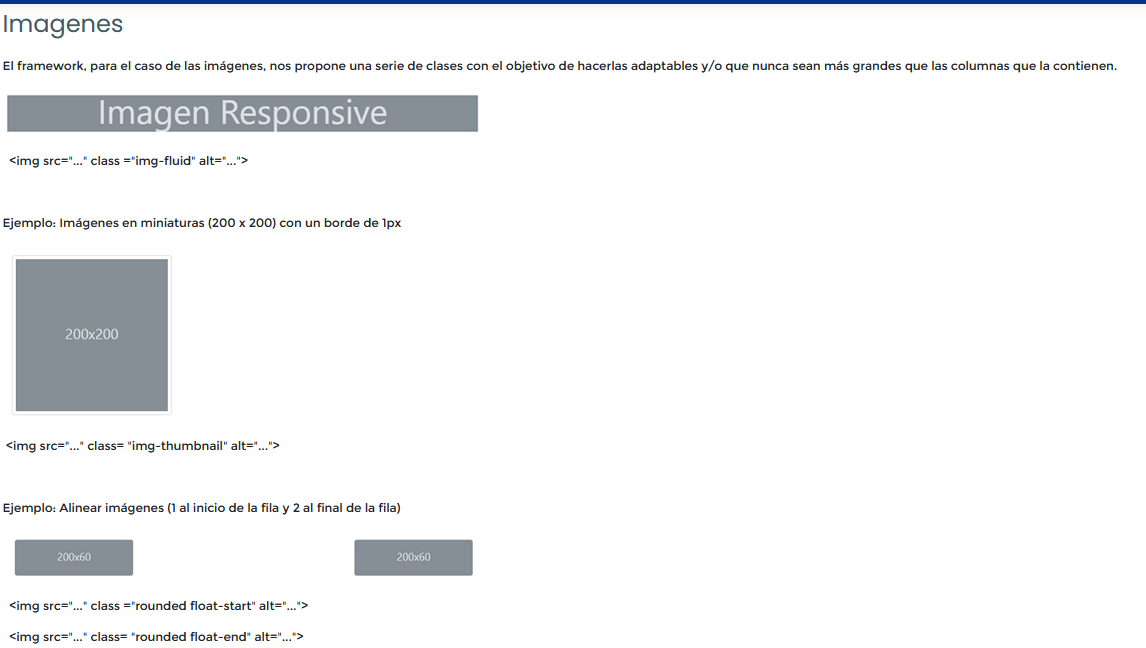 Imagenes
El framework, para el caso de las imágenes, nos propone una serie de clases con el objetivo de hacerlas adaptables y/o que nunca sean más grandes que las columnas que la contienen.
Imagen Responsive
<img src="..." class ="img-fluid" alt="...">
Ejemplo: Imágenes en miniaturas (200 x 200) con un borde de 1px
200x200
<img src="..." class= "img-thumbnail" alt="...">
Ejemplo: Alinear imágenes (1 al inicio de la fila y 2 al final de la fila)
200x60 200x60
<img src="..." class ="rounded float-start" alt="...">
<img src="..." class= "rounded float-end" alt="...">